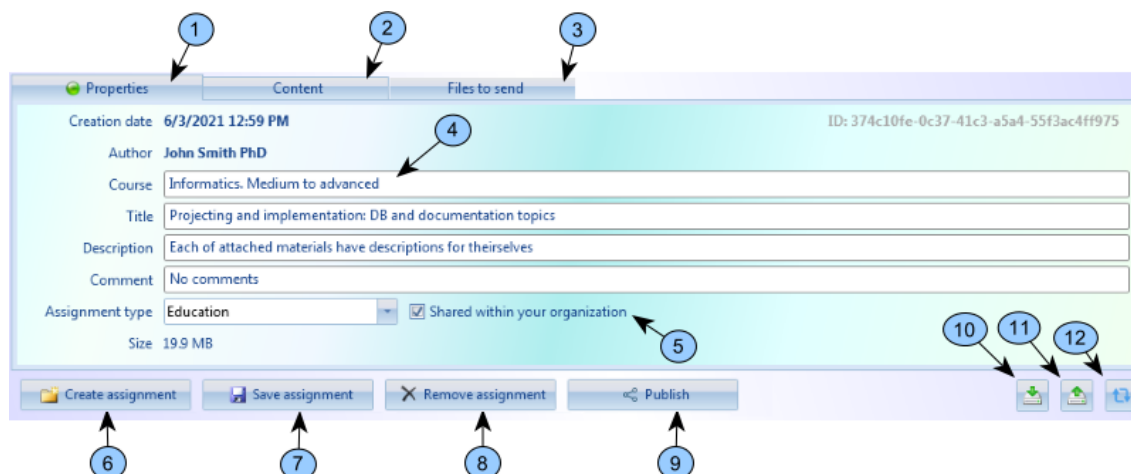 1
2
3
Properties
Content
Files to send
Creation date 6/3/2021 12:59 PM
ID: 374c10fe-0c37-41c3-a5a4-55f3ac4ff975
4
Author John Smith PhD
Course Informatics. Medium to advanced
Title Projecting and implementation: DB and documentation topics
Description Each of attached materials have descriptions for theirselves
Comment No comments
Assignment type Education
Shared within your organization
5
10
11
12
Size 19.9 MB
Create assignment
Save assignment
Remove assignment
Publish
6
7
8
9